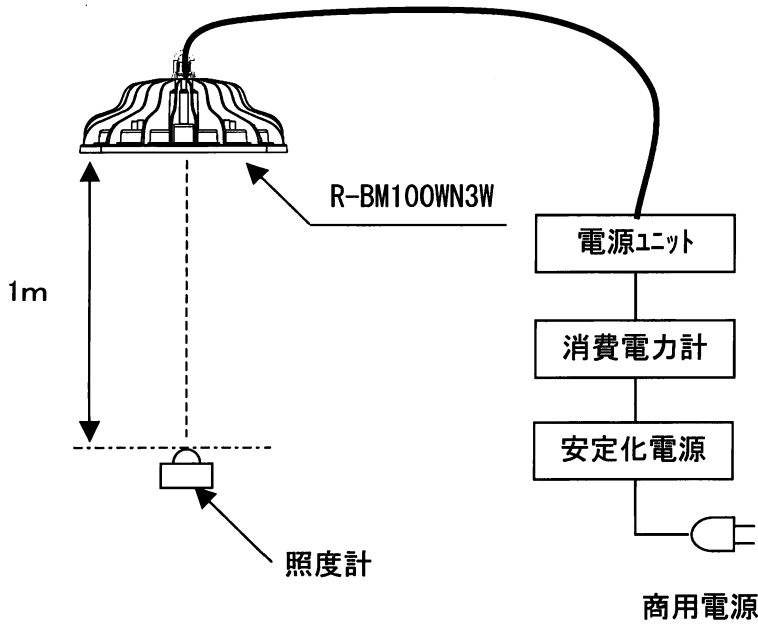 R-BM100WN3W
電源ﾕﾆｯﾄ
1m
消費電力計
安定化電源
照度計
商用電源